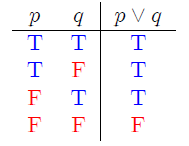 p q p ∨ q
T T T
T F T
F T T
F F F